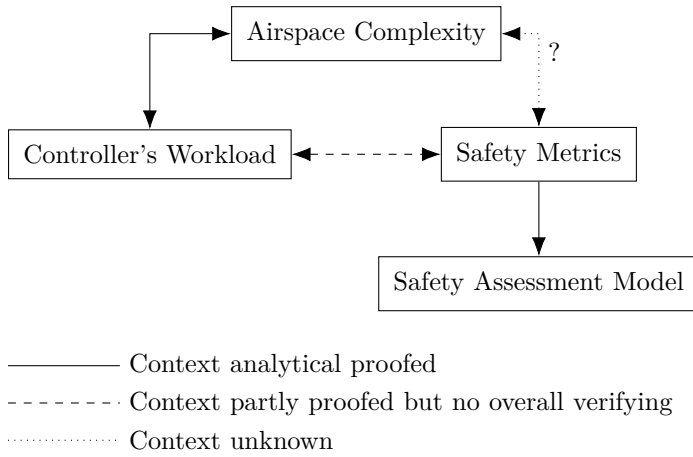 Airspace Complexity
?
Controller's Workload
Safety Metrics
Safety Assessment Model
Context analytical proofed
Context partly proofed but no overall verifying
Context unknown